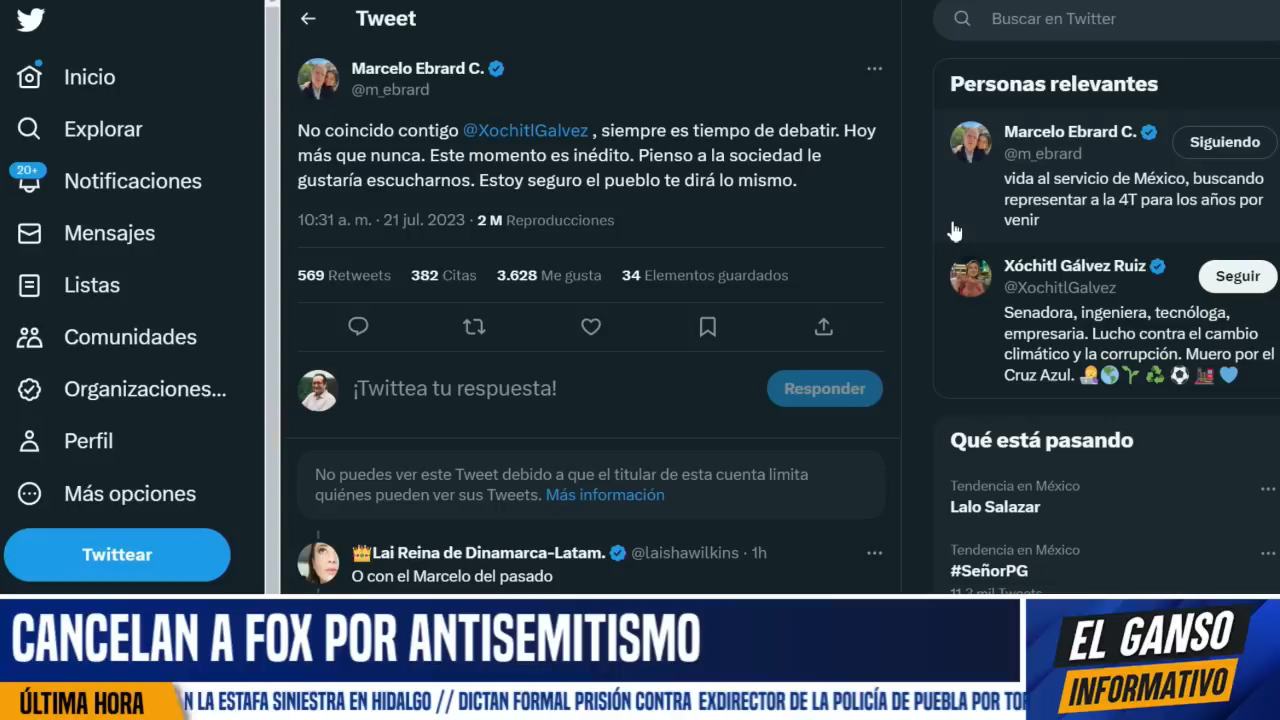 Tweet
Buscar en Twitter
Inicio
Explorar
20+
Notificaciones
Mensajes
Listas
Comunidades
Organizaciones...
Perfil
Más opciones
Twittear
Marcelo Ebrard C.
@m_ebrard
No coincido contigo @XochitlGalvez , siempre es tiempo de debatir. Hoy
más que nunca. Este momento es inédito. Pienso a la sociedad le
gustaría escucharnos. Estoy seguro el pueblo te dirá lo mismo.
10:31 a. m. · 21 jul. 2023 · 2 M Reproducciones
569 Retweets 382 Citas 3.628 Me gusta 34 Elementos guardados
¡Twittea tu respuesta!
Responder
No puedes ver este Tweet debido a que el titular de esta cuenta limita
quiénes pueden ver sus Tweets. Más información
Lai Reina de Dinamarca-Latam. @laishawilkins · 1h
O con el Marcelo del pasado
Personas relevantes
Marcelo Ebrard C.
@m_ebrard
Siguiendo
vida al servicio de México, buscando
representar a la 4T para los años por
venir
Xóchitl Gálvez Ruiz
@XochitlGalvez
Seguir
Senadora, ingeniera, tecnóloga,
empresaria. Lucho contra el cambio
climático y la corrupción. Muero por el
Cruz Azul.
Qué está pasando
Tendencia en México
Lalo Salazar
Tendencia en México
#SeñorPG
11,2 mil Tweets
CANCELAN A FOX POR ANTISEMITISMO
EL GANSO
INFORMATIVO
ÚLTIMA HORA
N LA ESTAFA SINIESTRA EN HIDALGO // DICTAN FORMAL PRISIÓN CONTRA EXDIRECTOR DE LA POLICÍA DE PUEBLA POR TOR